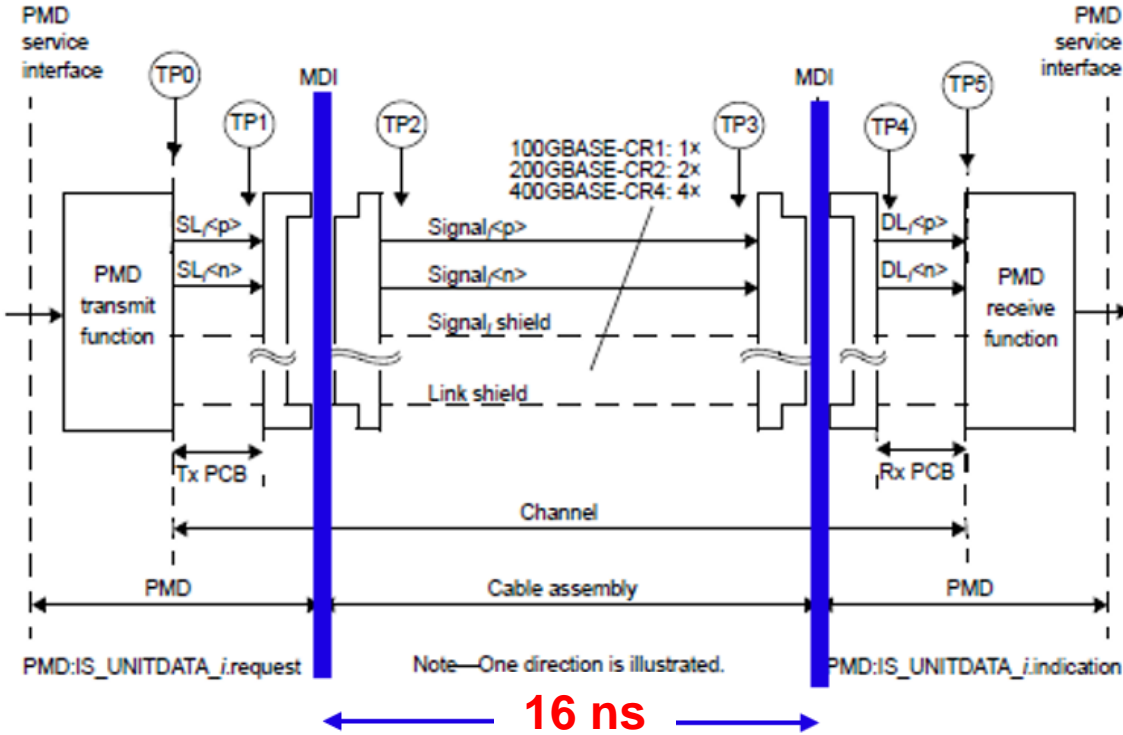 PMD
service
interface
PMD
service
interface
TP0
MDI
MDI
TP5
TP1
TP2
TP3
TP4
100GBASE-CR1: 1×
200GBASE-CR2: 2×
400GBASE-CR4: 4×
SLi<p>
Signali<p>
DLi<p>
SLi<n>
Signali<n>
DLi<n>
PMD
transmit
function
PMD
receive
function
Signali shield
Link shield
Tx PCB
Rx PCB
Channel
PMD
Cable assembly
PMD
PMD:IS_UNITDATA_i.request
Note—One direction is illustrated.
PMD:IS_UNITDATA_i.indication
16 ns